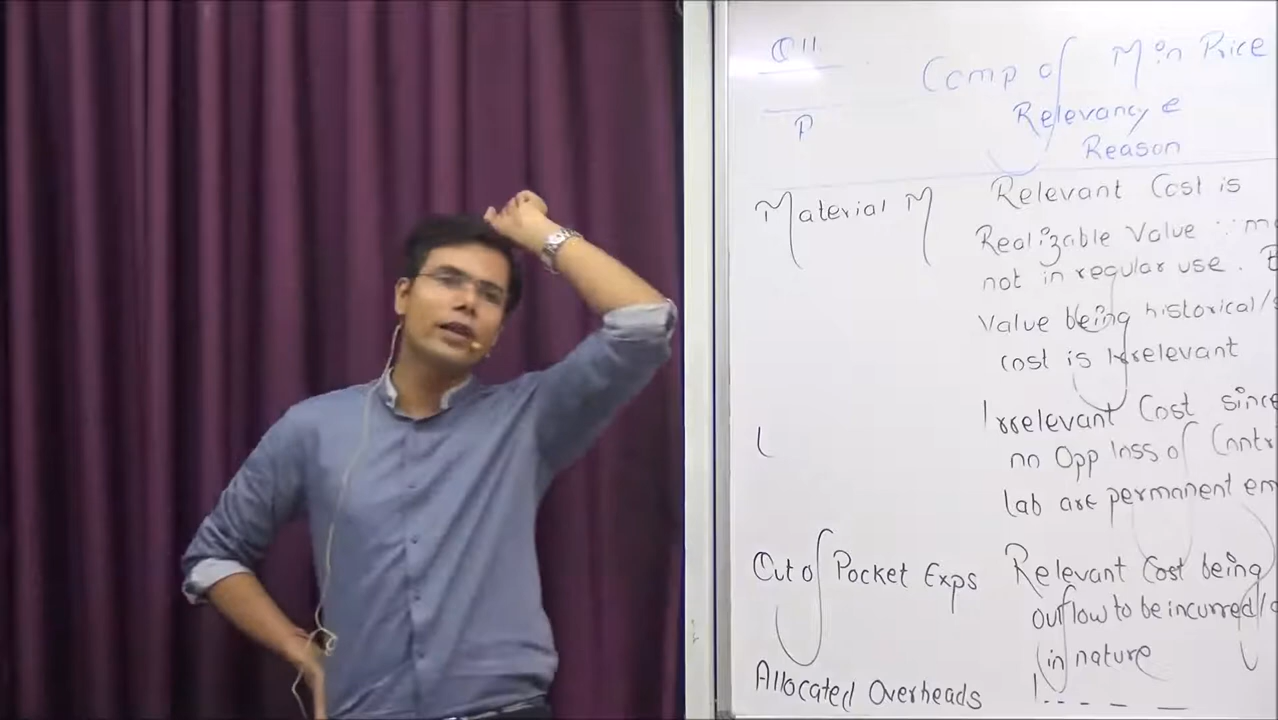 Q 11
Comp of Min Price
P
Relevancy e
Reason
Material M
Relevant Cost is
Realizable Value ∵ m
not in regular use.
Value being historical/
cost is Irrelevant
L
Irrelevant Cost since
no Opp loss of Contr
lab are permanent em
Out of Pocket Exps
Relevant Cost being
outflow to be incurred/
in nature
Allocated Overheads
I - - - -